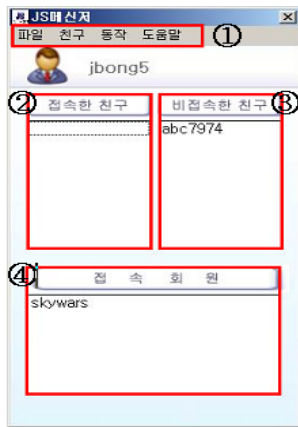 JS메신저
파일 친구 동작 도움말 ①
jbong5
② 접속한 친구 비접속한 친구 ③
abc7974
④ 접 속 회 원
skywars